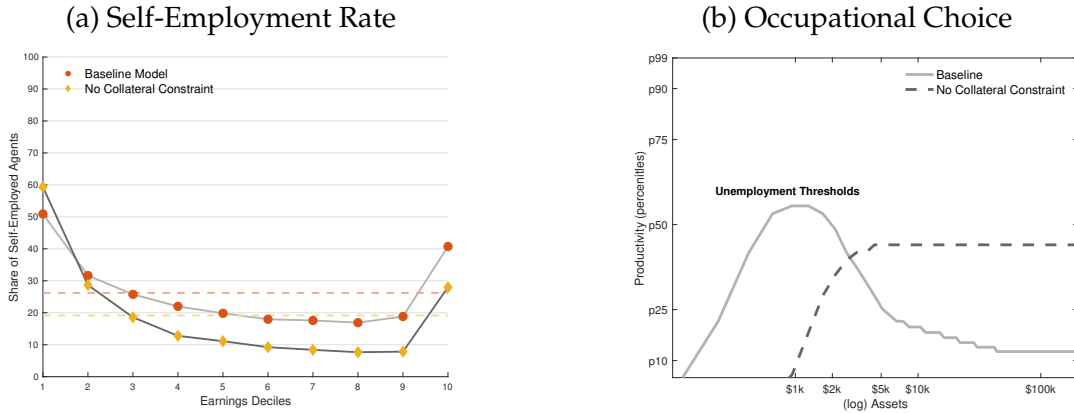 (a) Self-Employment Rate
100
90
80
70
60
50
40
30
20
10
0
Share of Self-Employed Agents
Baseline Model
No Collateral Constraint
1 2 3 4 5 6 7 8 9 10
Earnings Deciles
(b) Occupational Choice
p99
p90
p75
p50
p25
p10
Productivity (percenitles)
Baseline
No Collateral Constraint
Unemployment Thresholds
$1k $2k $5k $10k $100k
(log) Assets